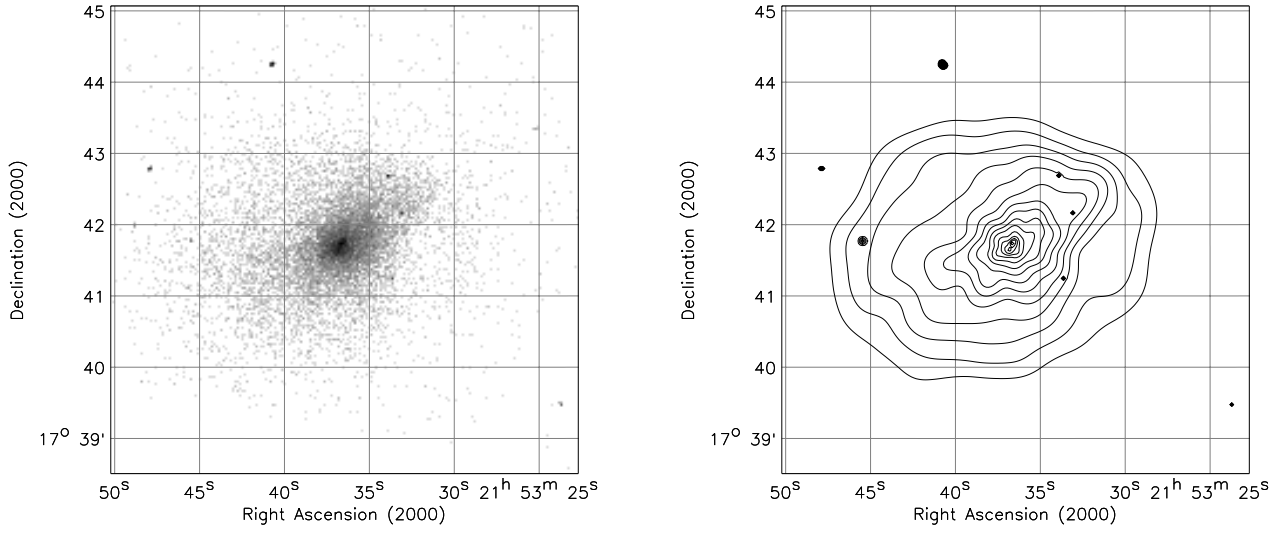 45
44
43
42
41
40
17° 39'
Declination (2000)
50ˢ 45ˢ 40ˢ 35ˢ 30ˢ 21ʰ 53ᵐ 25ˢ
Right Ascension (2000)
45
44
43
42
41
40
17° 39'
Declination (2000)
50ˢ 45ˢ 40ˢ 35ˢ 30ˢ 21ʰ 53ᵐ 25ˢ
Right Ascension (2000)